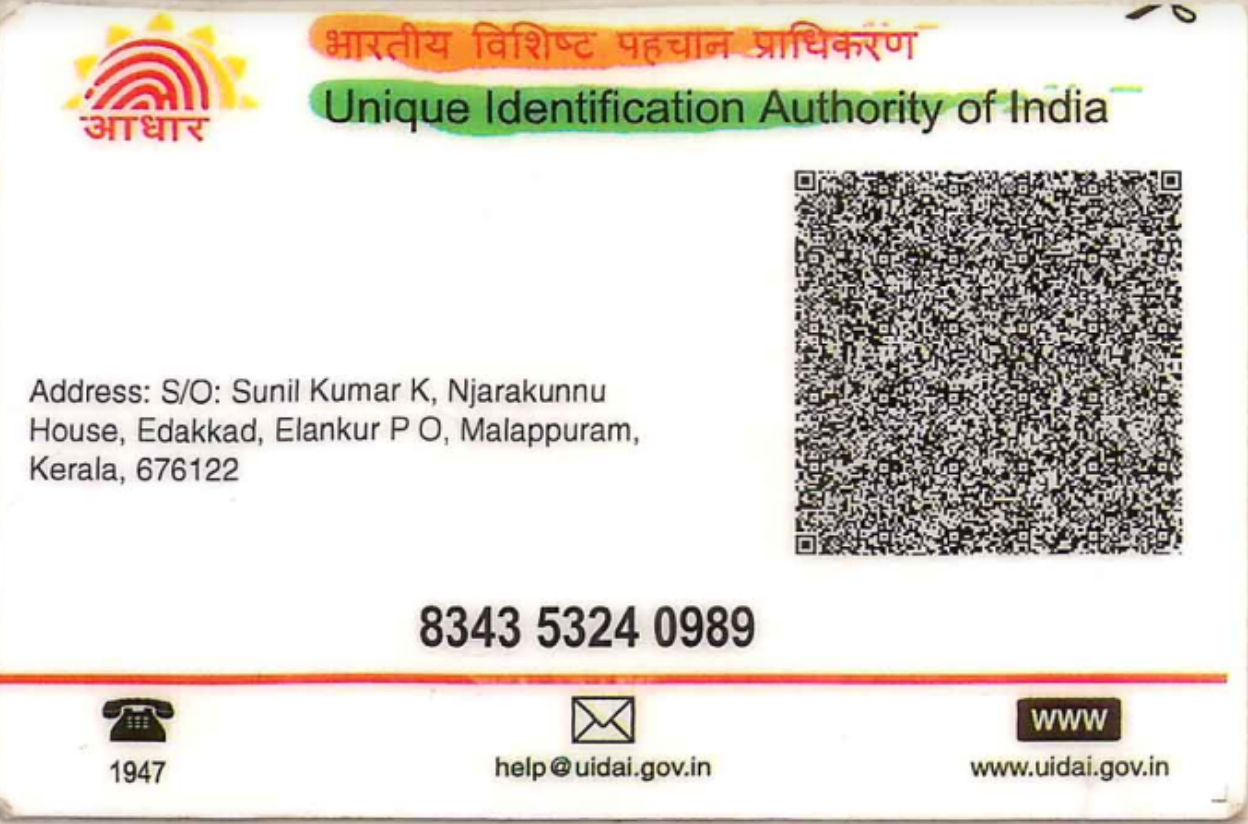 भारतीय विशिष्ट पहचान प्राधिकरण
Unique Identification Authority of India
आधार
Address: S/O: Sunil Kumar K, Njarakunnu
House, Edakkad, Elankur P O, Malappuram,
Kerala, 676122
8343 5324 0989
WWW
1947
help@uidai.gov.in
www.uidai.gov.in